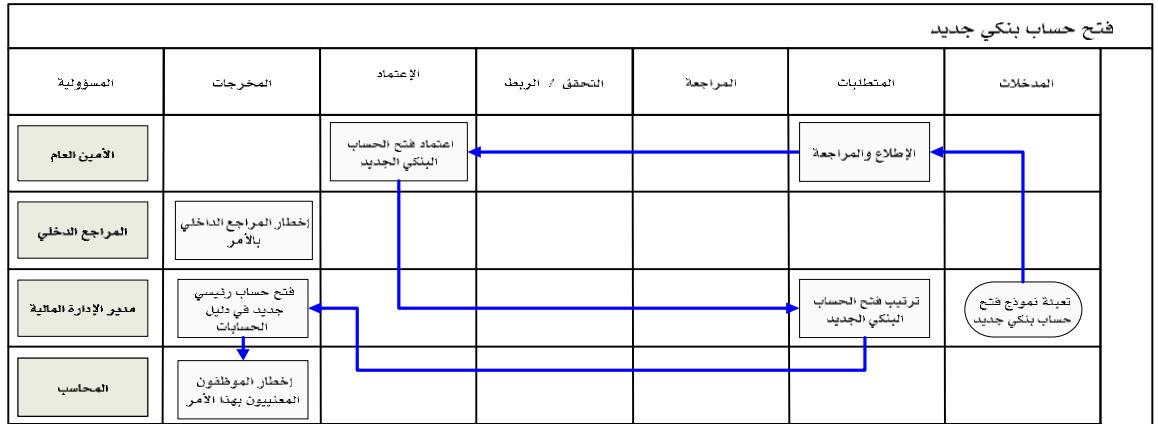 فتح حساب بنكي جديد
المدخلات
المتطلبات
المراجعة
التحقق / الربط
الإعتماد
المخرجات
المسؤولية
الإطلاع والمراجعة
اعتماد فتح الحساب
البنكي الجديد
الأمين العام
إخطار المراجع الداخلي
بالأمر
المراجع الدخلي
تعبئة نموذج فتح
حساب بنكي جديد
ترتيب فتح الحساب
البنكي الجديد
فتح حساب رئيسي
جديد في دليل
الحسابات
مدير الإدارة المالية
إخطار الموظفون
المعنييون بهذا الأمر
المحاسب